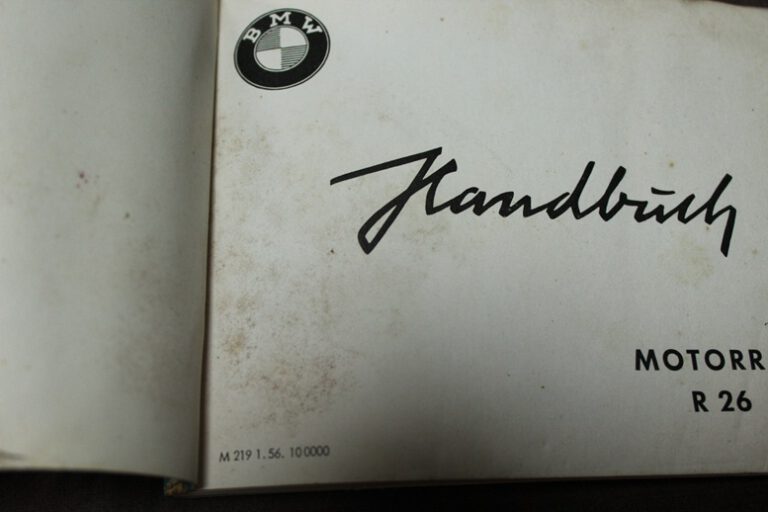 BMW
Handbuch
MOTORR
R 26
M 219 1. 56. 10 0000